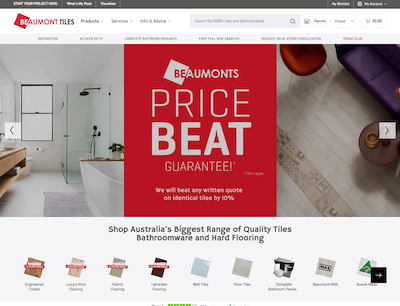 START YOUR PROJECT HERE: What's My Style Visualiser My Wishlist My Account
BEAUMONT TILES Products Services Info & Advice Search for 2000+ tiles and bathroomware Penrith Closed $0.00
INSPIRATION AS SEEN ON TV COMPLETE BATHROOM PACKAGES FREE FULL SIZE SAMPLES REQUEST AN IN-STORE CONSULTATION TRADE CLUB
BEAUMONTS
PRICE
BEAT
GUARANTEE!*
*T&Cs apply
We will beat any written quote
on identical tiles by 10%
Shop Australia's Biggest Range of Quality Tiles
Bathroomware and Hard Flooring
Engineered Timber
Luxury Vinyl Flooring
Hybrid Flooring
Laminate Flooring
Wall Tiles
Floor Tiles
Complete Bathroom Packa...
Beaumont MAX
Aussie Made